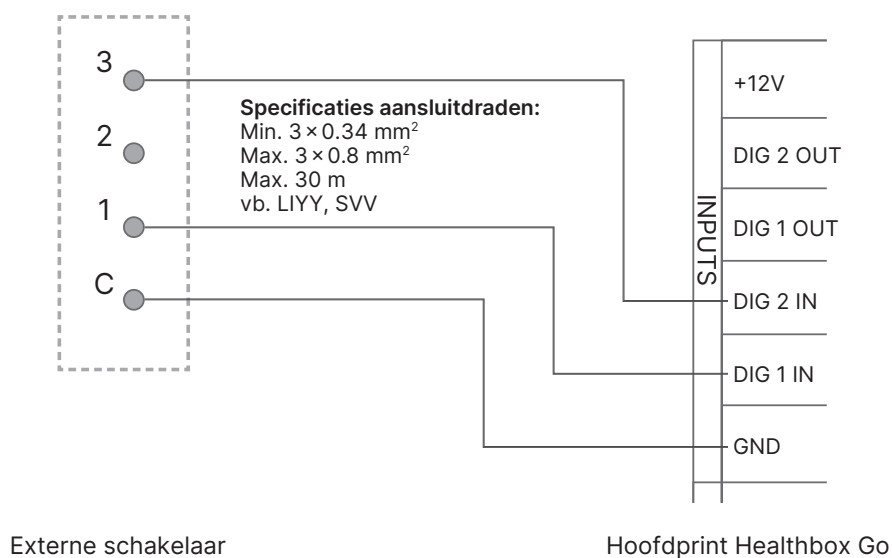 3
2
1
C
Specificaties aansluitdraden:
Min. 3×0.34 mm²
Max. 3×0.8 mm²
Max. 30 m
vb. LIYY, SVV
INPUTS
+12V
DIG 2 OUT
DIG 1 OUT
DIG 2 IN
DIG 1 IN
GND
Externe schakelaar
Hoofdprint Healthbox Go